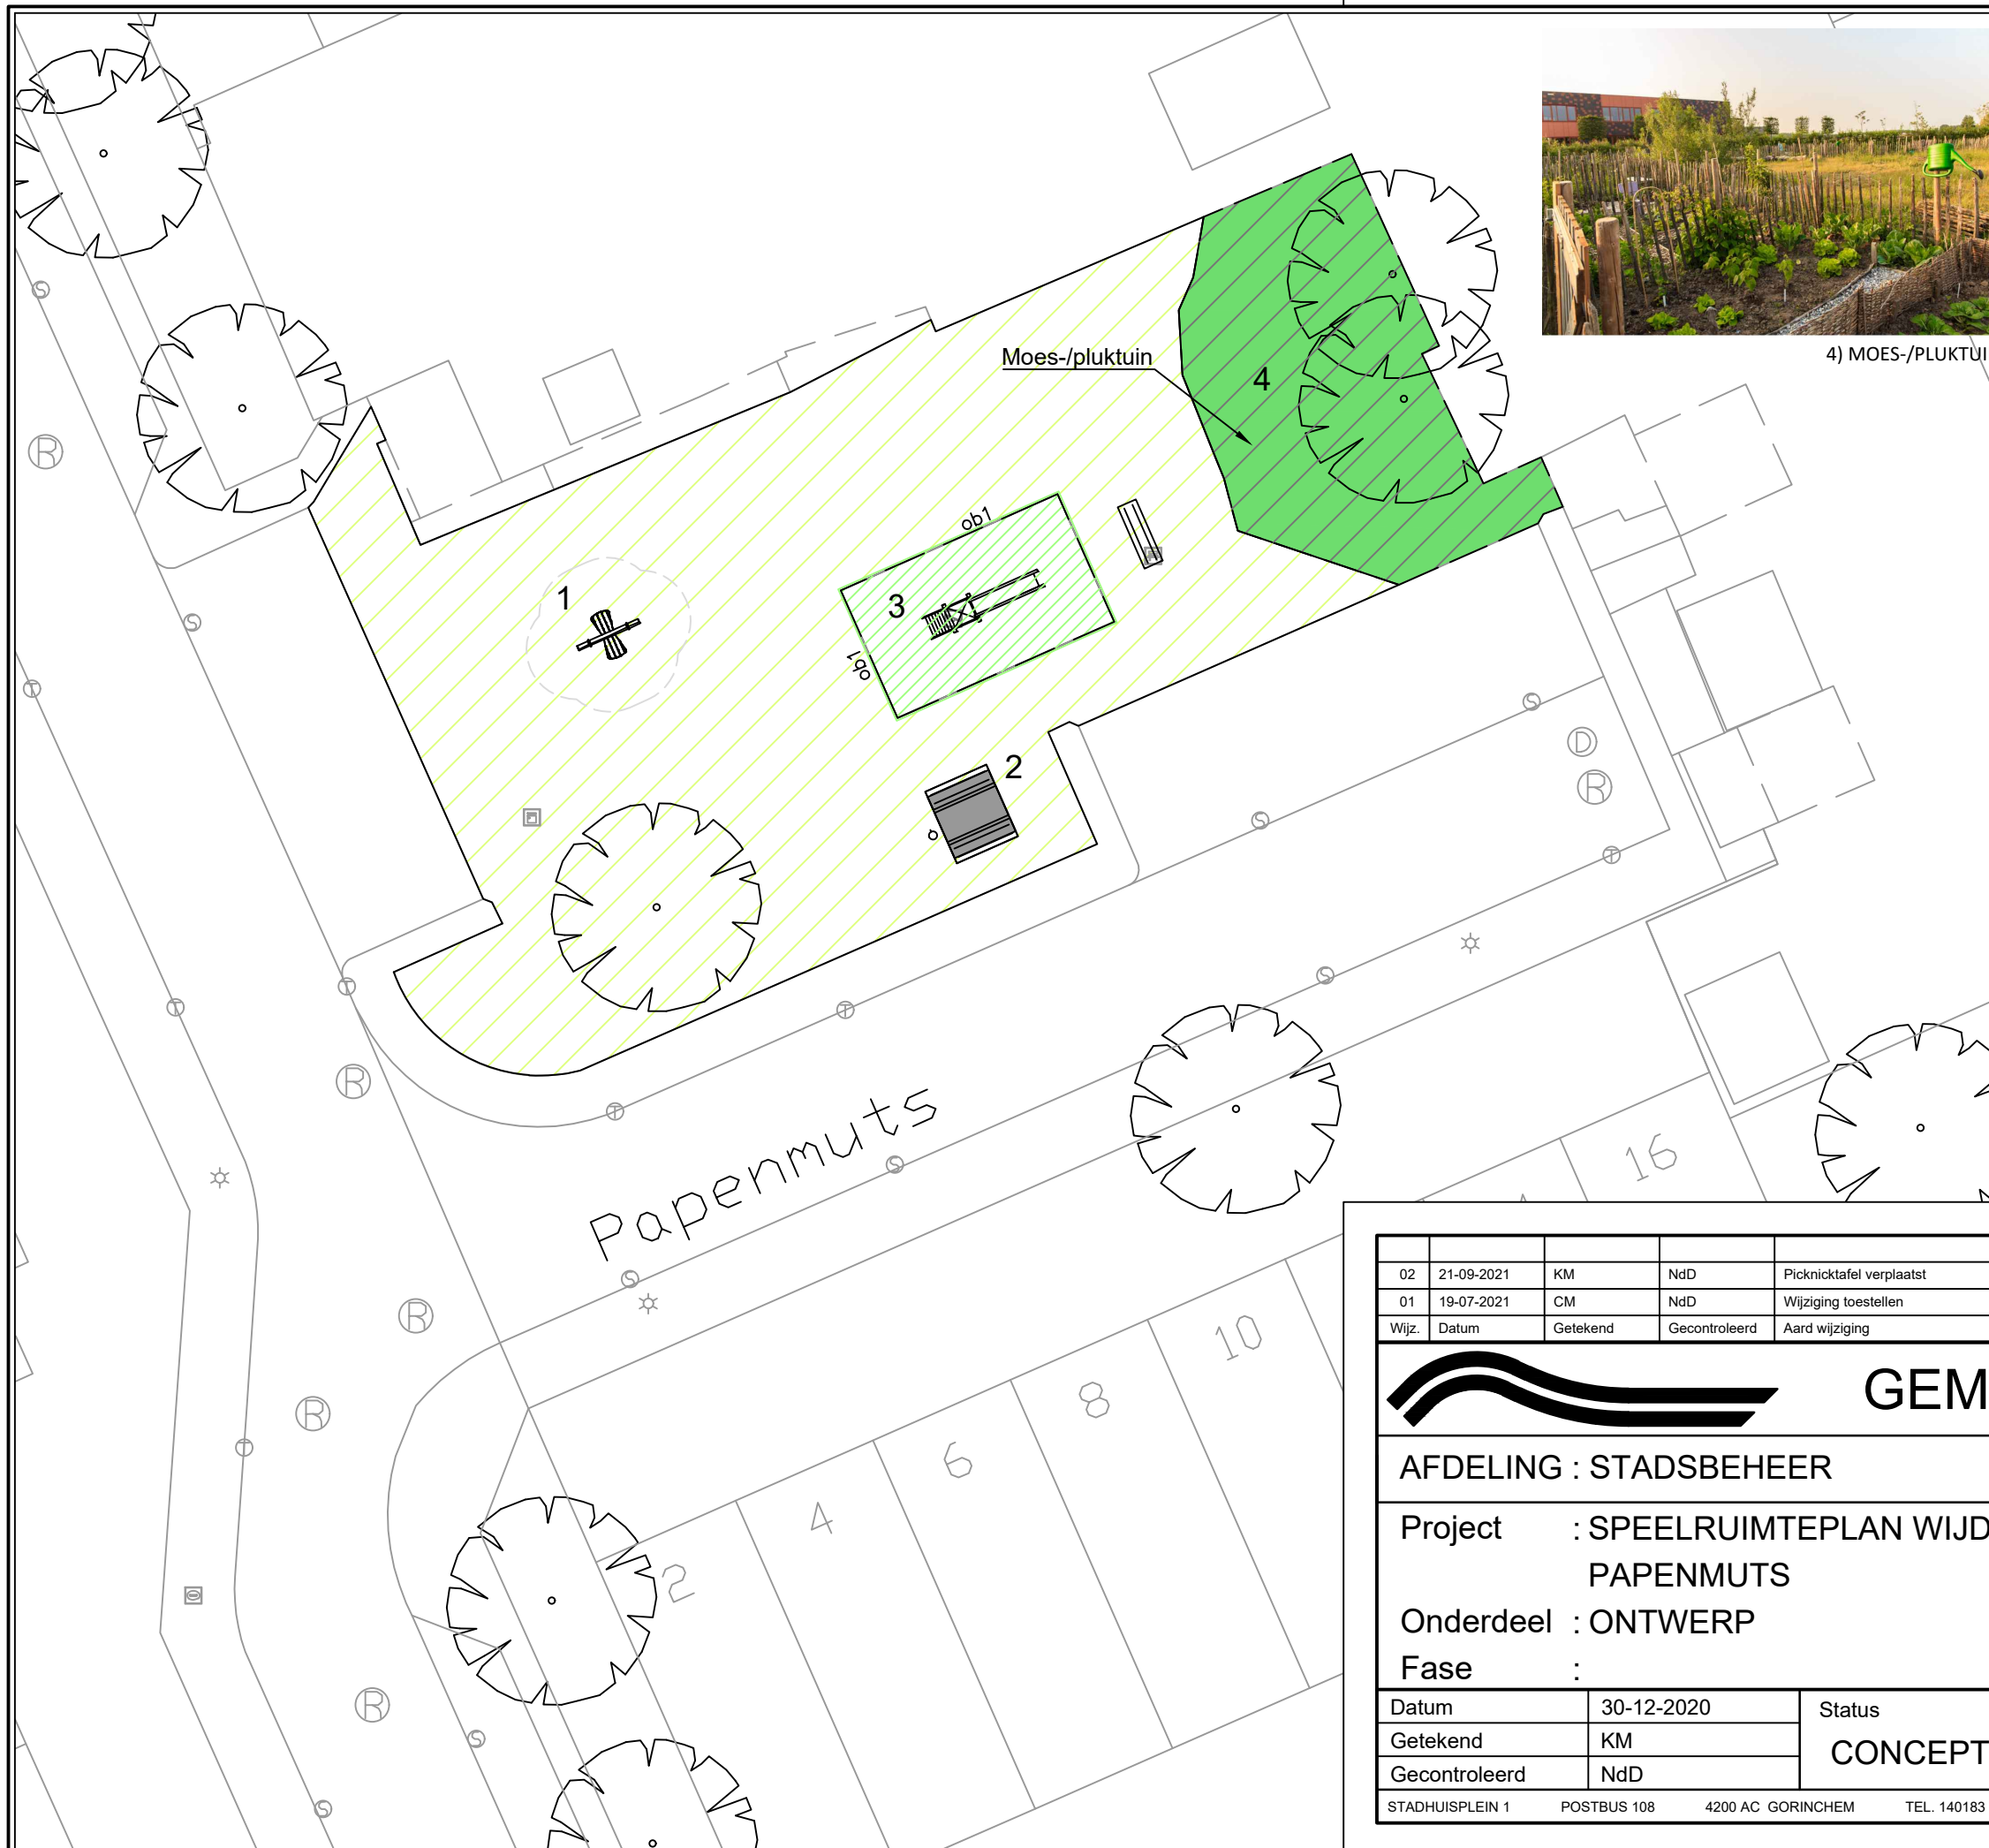 4) MOES-/PLUKTUI
Moes-/pluktuin
4
ob1
1
3
ob1
2
R
S
S
T
D
R
S
S
T
T
T
T
T
S
R
S
S
R
R
T
R
S
S
Papenmuts
16
10
8
6
4
2
02 21-09-2021 KM NdD Picknicktafel verplaatst
01 19-07-2021 CM NdD Wijziging toestellen
Wijz. Datum Getekend Gecontroleerd Aard wijziging
GEM
AFDELING : STADSBEHEER
Project : SPEELRUIMTEPLAN WIJD
PAPENMUTS
Onderdeel : ONTWERP
Fase :
Datum 30-12-2020 Status
Getekend KM CONCEPT
Gecontroleerd NdD
STADHUISPLEIN 1 POSTBUS 108 4200 AC GORINCHEM TEL. 140183